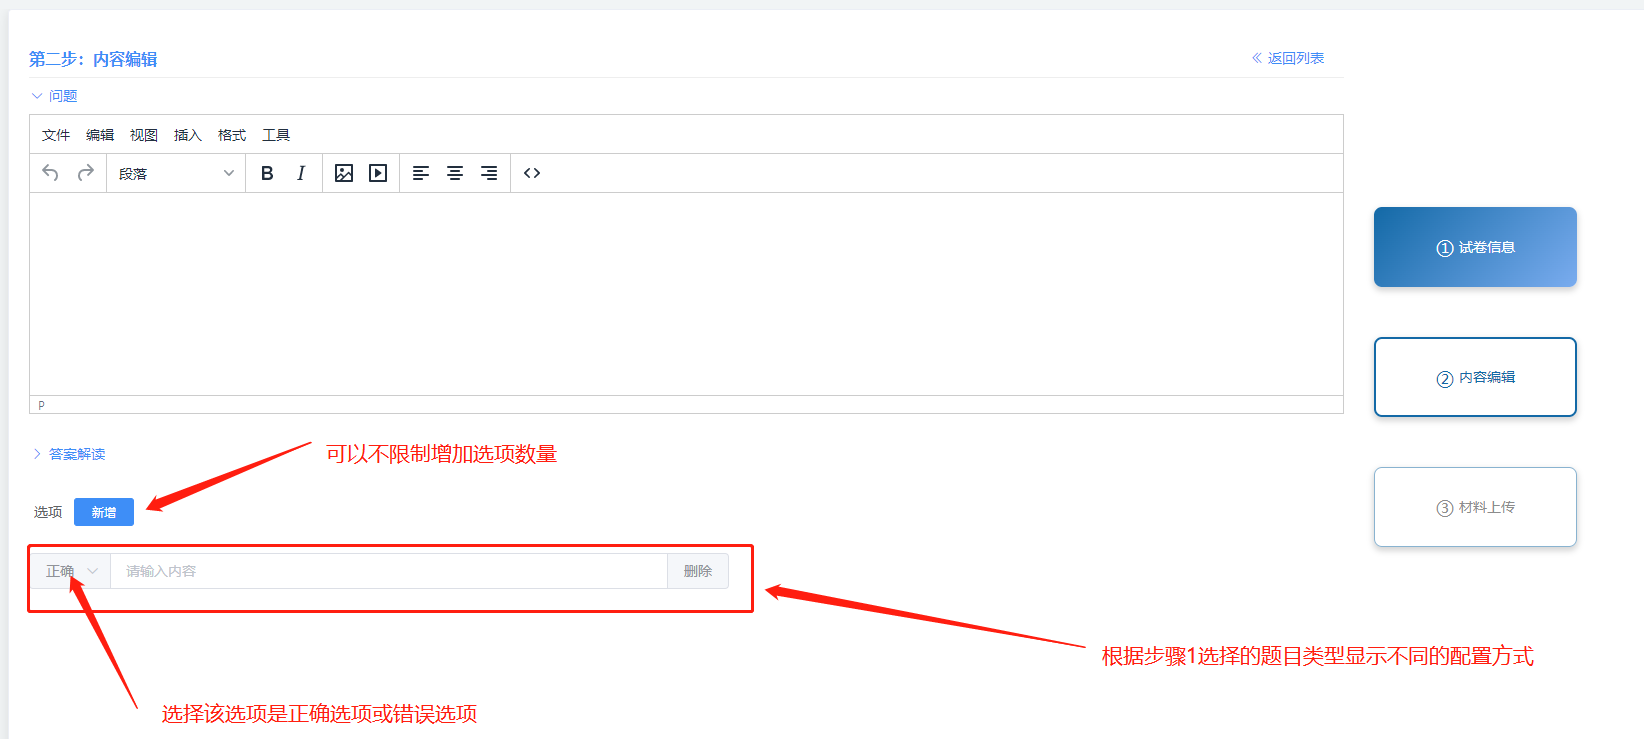 第二步：内容编辑
返回列表
问题
文件 编辑 视图 插入 格式 工具
段落 B I
① 试卷信息
② 内容编辑
P
可以不限制增加选项数量
答案解读
③ 材料上传
选项 新增
正确 请输入内容 删除
根据步骤1选择的题目类型显示不同的配置方式
选择该选项是正确选项或错误选项